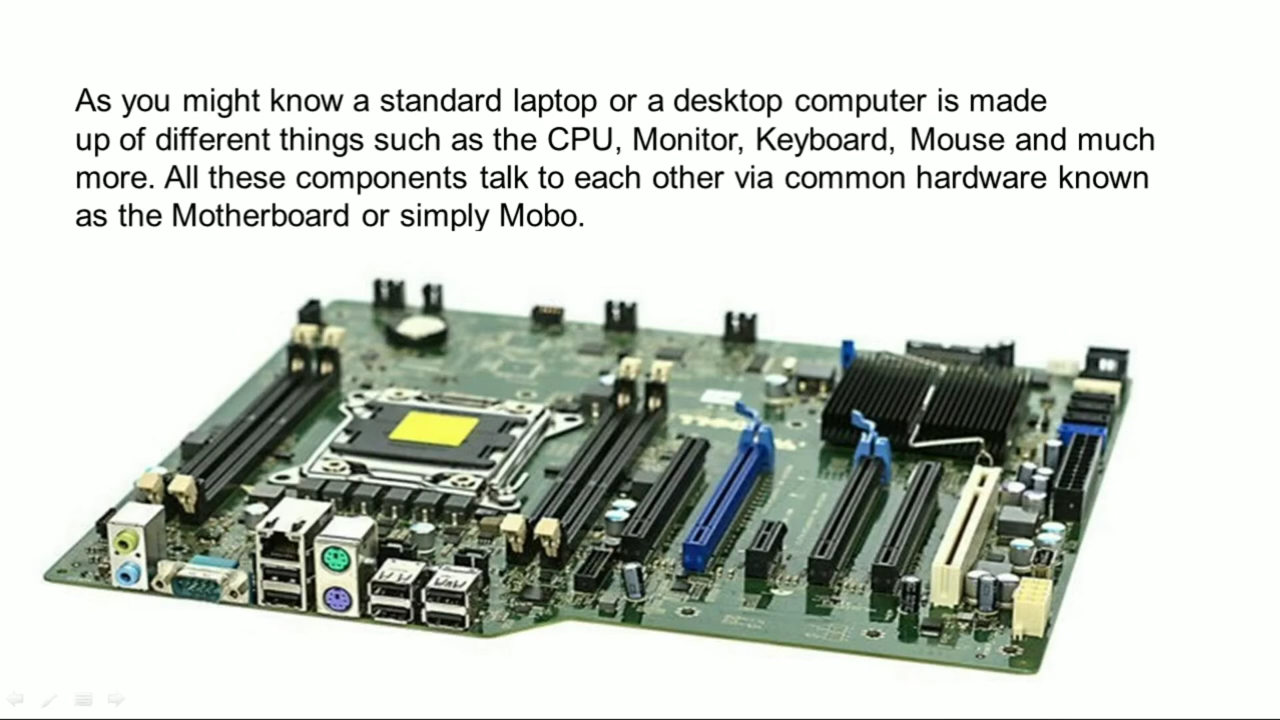 As you might know a standard laptop or a desktop computer is made
up of different things such as the CPU, Monitor, Keyboard, Mouse and much
more. All these components talk to each other via common hardware known
as the Motherboard or simply Mobo.